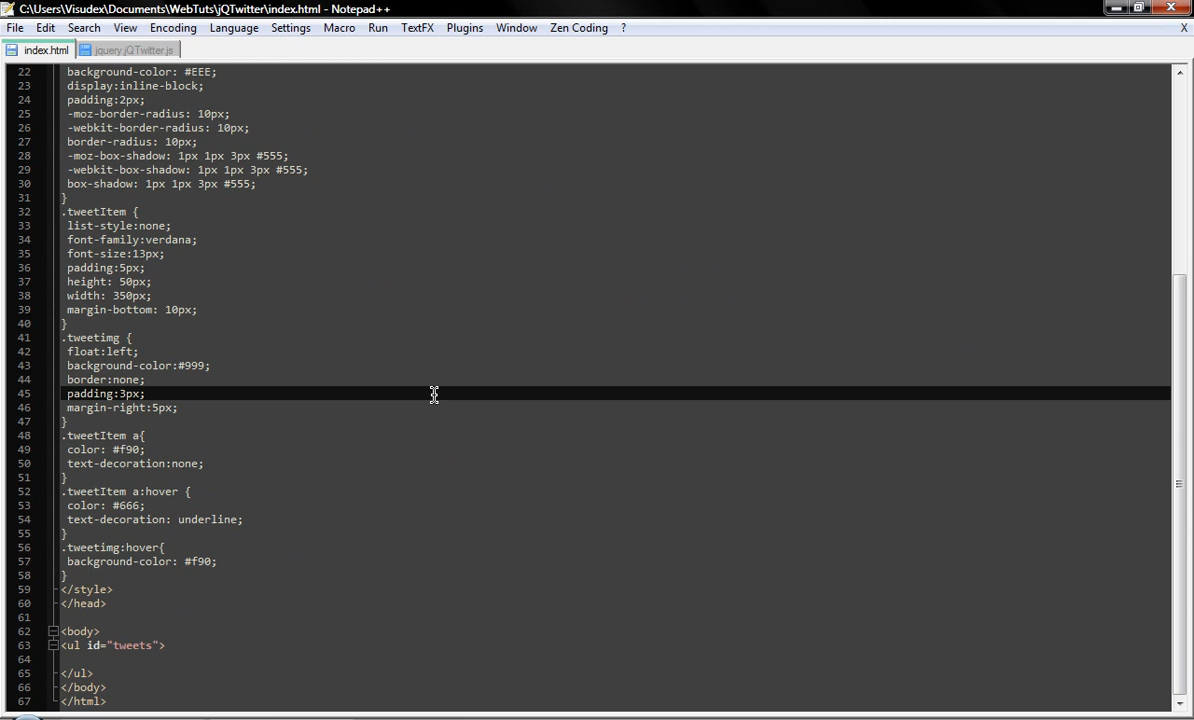 C:\Users\Visudex\Documents\WebTuts\jQTwitter\index.html - Notepad++
File Edit Search View Encoding Language Settings Macro Run TextFX Plugins Window Zen Coding ? X
index.html jquery.jQTwitter.js
22 background-color: #EEE;
23 display:inline-block;
24 padding:2px;
25 -moz-border-radius: 10px;
26 -webkit-border-radius: 10px;
27 border-radius: 10px;
28 -moz-box-shadow: 1px 1px 3px #555;
29 -webkit-box-shadow: 1px 1px 3px #555;
30 box-shadow: 1px 1px 3px #555;
31 }
32 .tweetItem {
33 list-style:none;
34 font-family:verdana;
35 font-size:13px;
36 padding:5px;
37 height: 50px;
38 width: 350px;
39 margin-bottom: 10px;
40 }
41 .tweetimg {
42 float:left;
43 background-color:#999;
44 border:none;
45 padding:3px;
46 margin-right:5px;
47 }
48 .tweetItem a{
49 color: #f90;
50 text-decoration:none;
51 }
52 .tweetItem a:hover {
53 color: #666;
54 text-decoration: underline;
55 }
56 .tweetimg:hover{
57 background-color: #f90;
58 }
59 </style>
60 </head>
61
62 <body>
63 <ul id="tweets">
64
65 </ul>
66 </body>
67 </html>